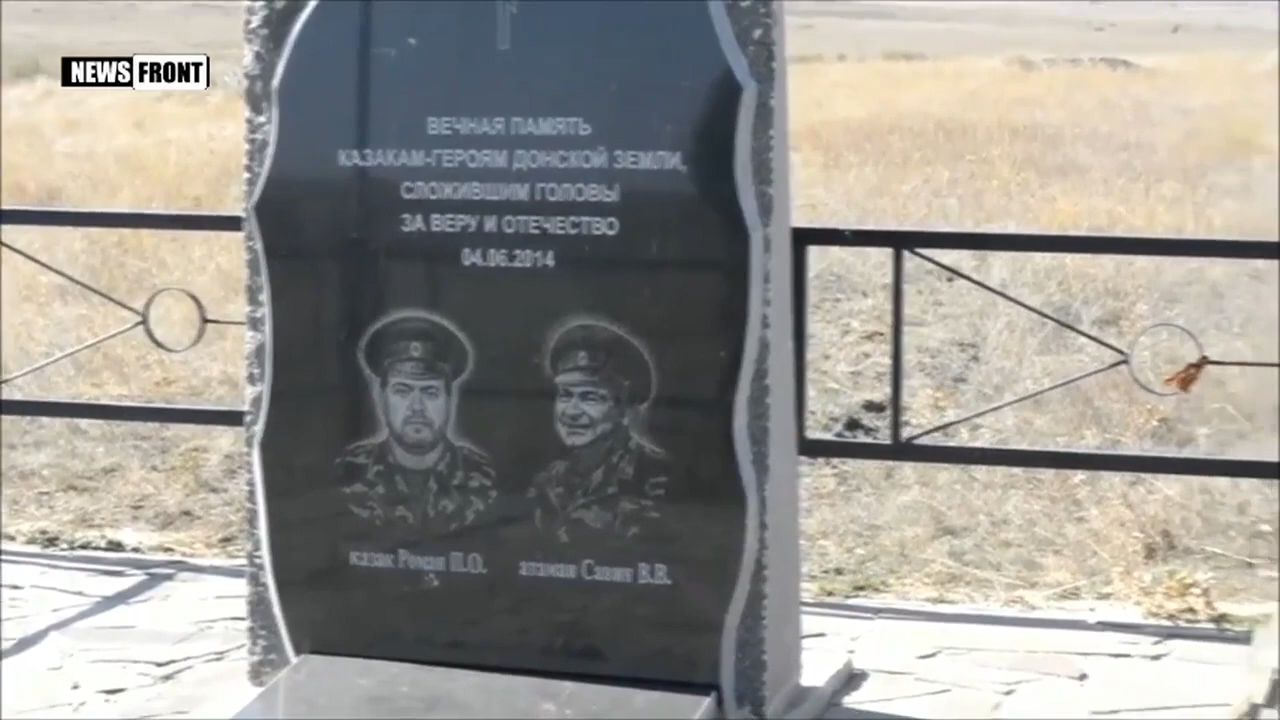 NEWS FRONT
ВЕЧНАЯ ПАМЯТЬ
КАЗАКАМ-ГЕРОЯМ ДОНСКОЙ ЗЕМЛИ,
СЛОЖИВШИМ ГОЛОВЫ
ЗА ВЕРУ И ОТЕЧЕСТВО
04.06.2014
казак Роман П.О. атаман Савин В.В.